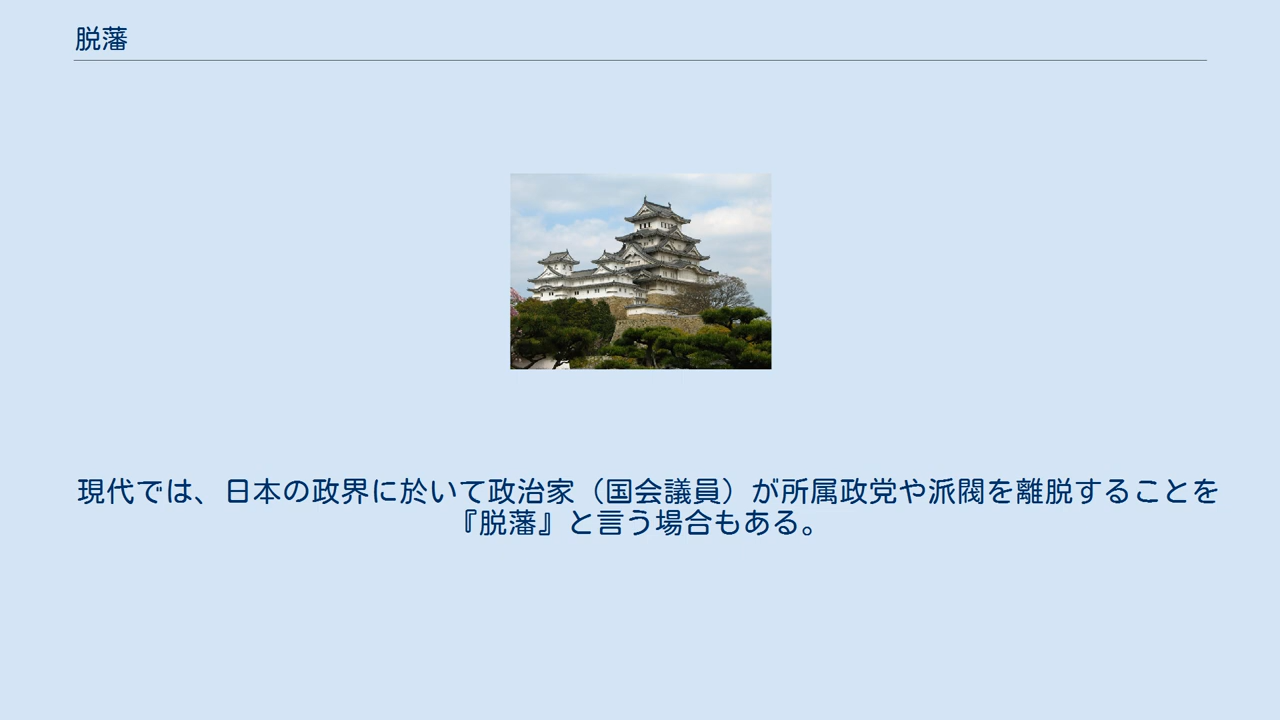 脱藩
現代では、日本の政界に於いて政治家（国会議員）が所属政党や派閥を離脱することを
『脱藩』と言う場合もある。